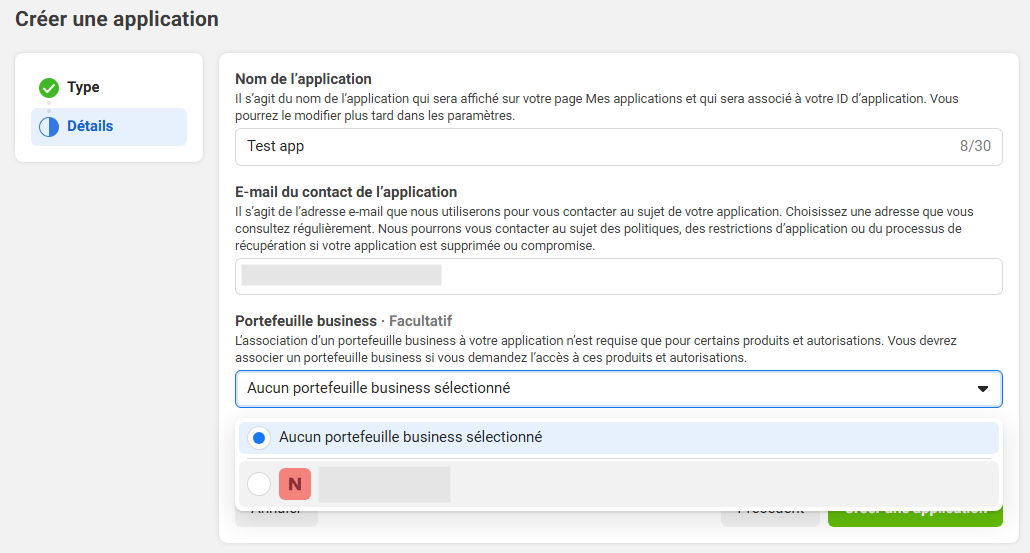 Créer une application
Type
Détails
Nom de l'application
Il s'agit du nom de l'application qui sera affiché sur votre page Mes applications et qui sera associé à votre ID d'application. Vous
pourrez le modifier plus tard dans les paramètres.
Test app
8/30
E-mail du contact de l'application
Il s'agit de l'adresse e-mail que nous utiliserons pour vous contacter au sujet de votre application. Choisissez une adresse que vous
consultez régulièrement. Nous pourrons vous contacter au sujet des politiques, des restrictions d'application ou du processus de
récupération si votre application est supprimée ou compromise.
Portefeuille business · Facultatif
L'association d'un portefeuille business à votre application n'est requise que pour certains produits et autorisations. Vous devrez
associer un portefeuille business si vous demandez l'accès à ces produits et autorisations.
Aucun portefeuille business sélectionné
Aucun portefeuille business sélectionné
N
Annuler
Précédent
Créer une application